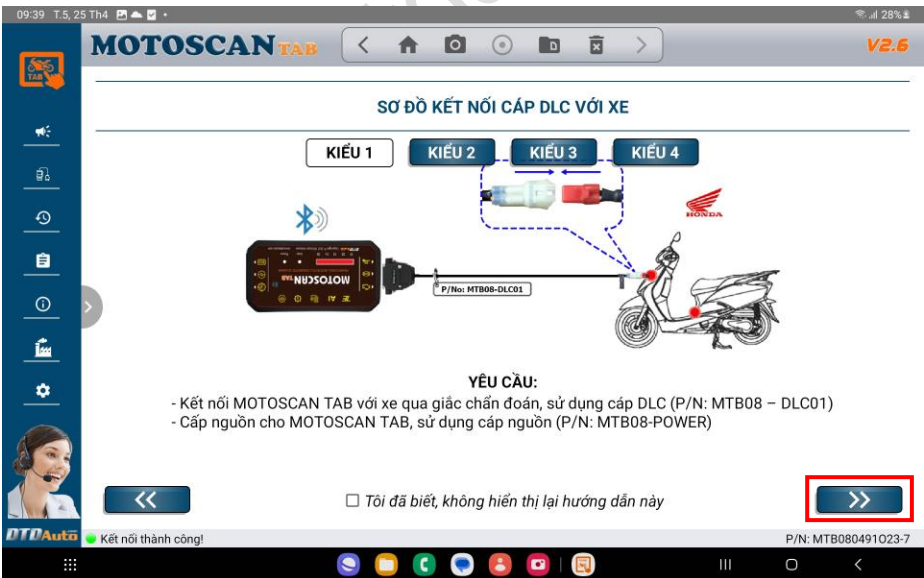 09:39 T.5, 25 Th4
28%
MOTOSCAN TAB
V2.6
TAB
SƠ ĐỒ KẾT NỐI CÁP DLC VỚI XE
KIỂU 1
KIỂU 2
KIỂU 3
KIỂU 4
HONDA
MOTOSCAN TAB
P/No: MTB08-DLC01
YÊU CẦU:
- Kết nối MOTOSCAN TAB với xe qua giắc chẩn đoán, sử dụng cáp DLC (P/N: MTB08 – DLC01)
- Cấp nguồn cho MOTOSCAN TAB, sử dụng cáp nguồn (P/N: MTB08-POWER)
Tôi đã biết, không hiển thị lại hướng dẫn này
DTDAuto
Kết nối thành công!
P/N: MTB080491O23-7